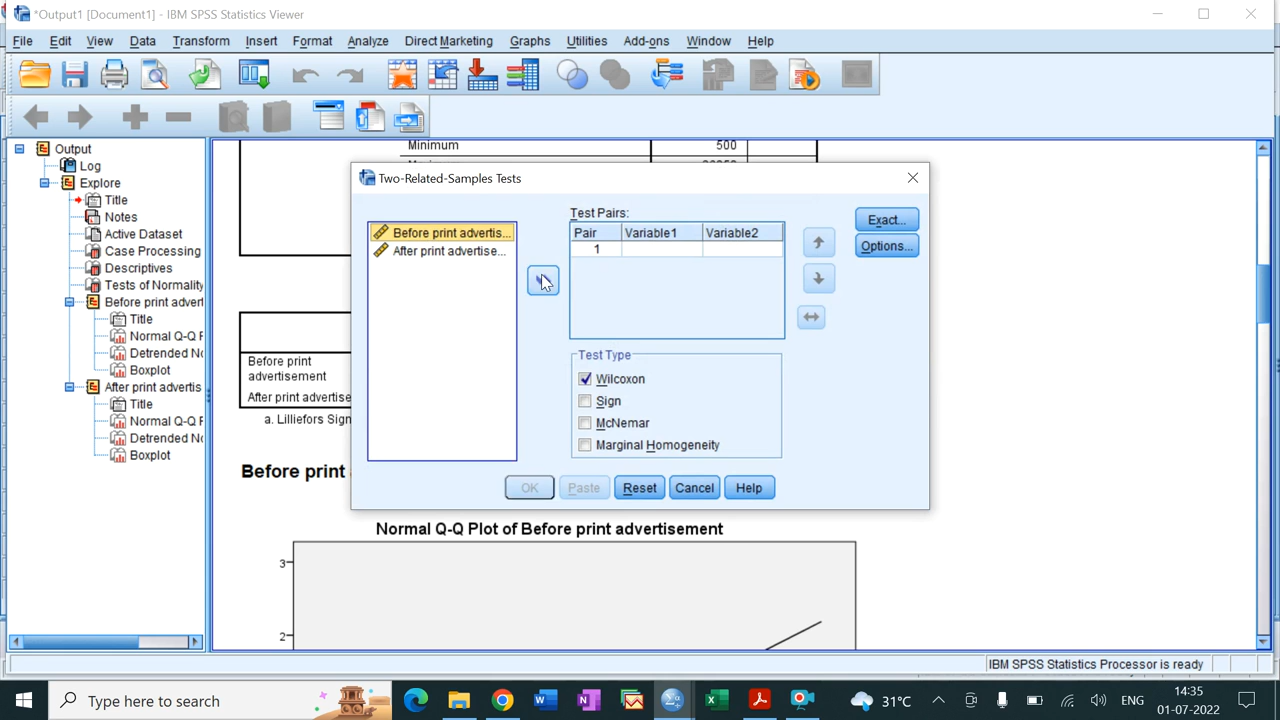 *Output1 [Document1] - IBM SPSS Statistics Viewer
File Edit View Data Transform Insert Format Analyze Direct Marketing Graphs Utilities Add-ons Window Help
Output
Log
Explore
Title
Notes
Active Dataset
Case Processing
Descriptives
Tests of Normality
Before print advert
Title
Normal Q-Q
Detrended No
Boxplot
After print advertis
Title
Normal Q-Q
Detrended No
Boxplot
Minimum 500
Before print
advertisement
After print advertise
a. Lilliefors Sign
Before print
Two-Related-Samples Tests
Before print advertis...
After print advertise...
Test Pairs:
Pair Variable1 Variable2
1
Exact...
Options...
Test Type
Wilcoxon
Sign
McNemar
Marginal Homogeneity
OK Paste Reset Cancel Help
Normal Q-Q Plot of Before print advertisement
3
2
IBM SPSS Statistics Processor is ready
Type here to search
31°C
ENG
14:35
01-07-2022